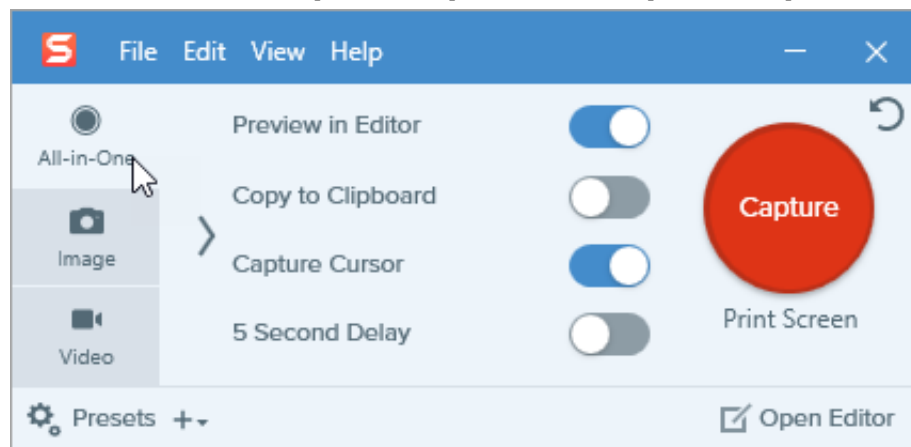 S File Edit View Help
All-in-One
Image
Video
Preview in Editor
Copy to Clipboard
Capture Cursor
5 Second Delay
Capture
Print Screen
Presets
Open Editor